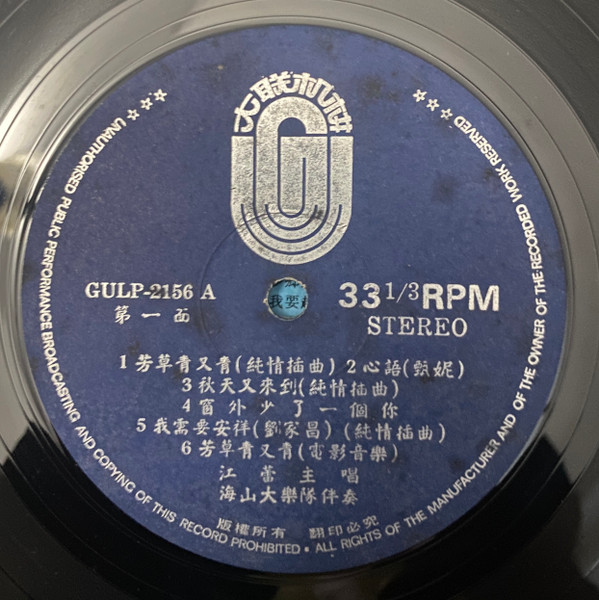 大联机构
GULP-2156 A
第一面
33 1/3 RPM
STEREO
我要
1 芳草青又青(純情插曲) 2 心語(甄妮)
3 秋天又來到(純情插曲)
4 窗外少了一個你
5 我需要安祥(劉家昌) (純情插曲)
6 芳草青又青(電影音樂)
江蕾主唱
海山大樂隊伴奏
版權所有 翻印必究
UNAUTHORISED PUBLIC PERFORMANCE BROADCASTING AND COPYING OF THIS RECORD PROHIBITED • ALL RIGHTS OF THE MANUFACTURER AND OF THE OWNER OF THE RECORDED WORK RESERVED